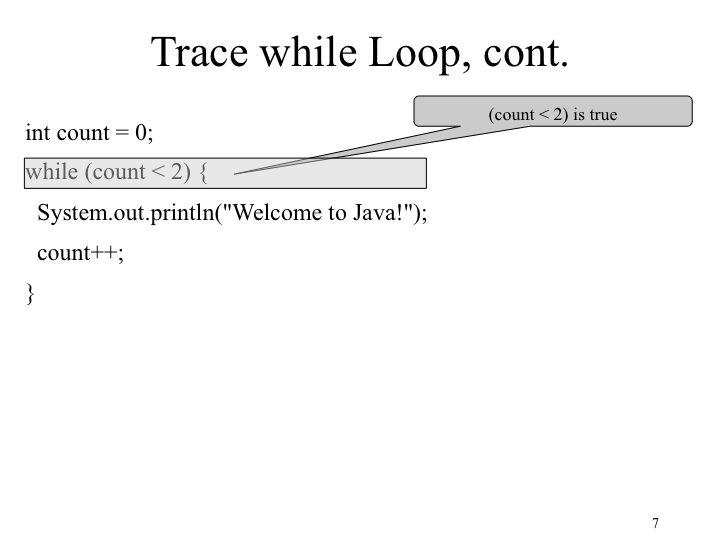 Trace while Loop, cont.
(count < 2) is true
int count = 0;
while (count < 2) {
System.out.println("Welcome to Java!");
count++;
}
7